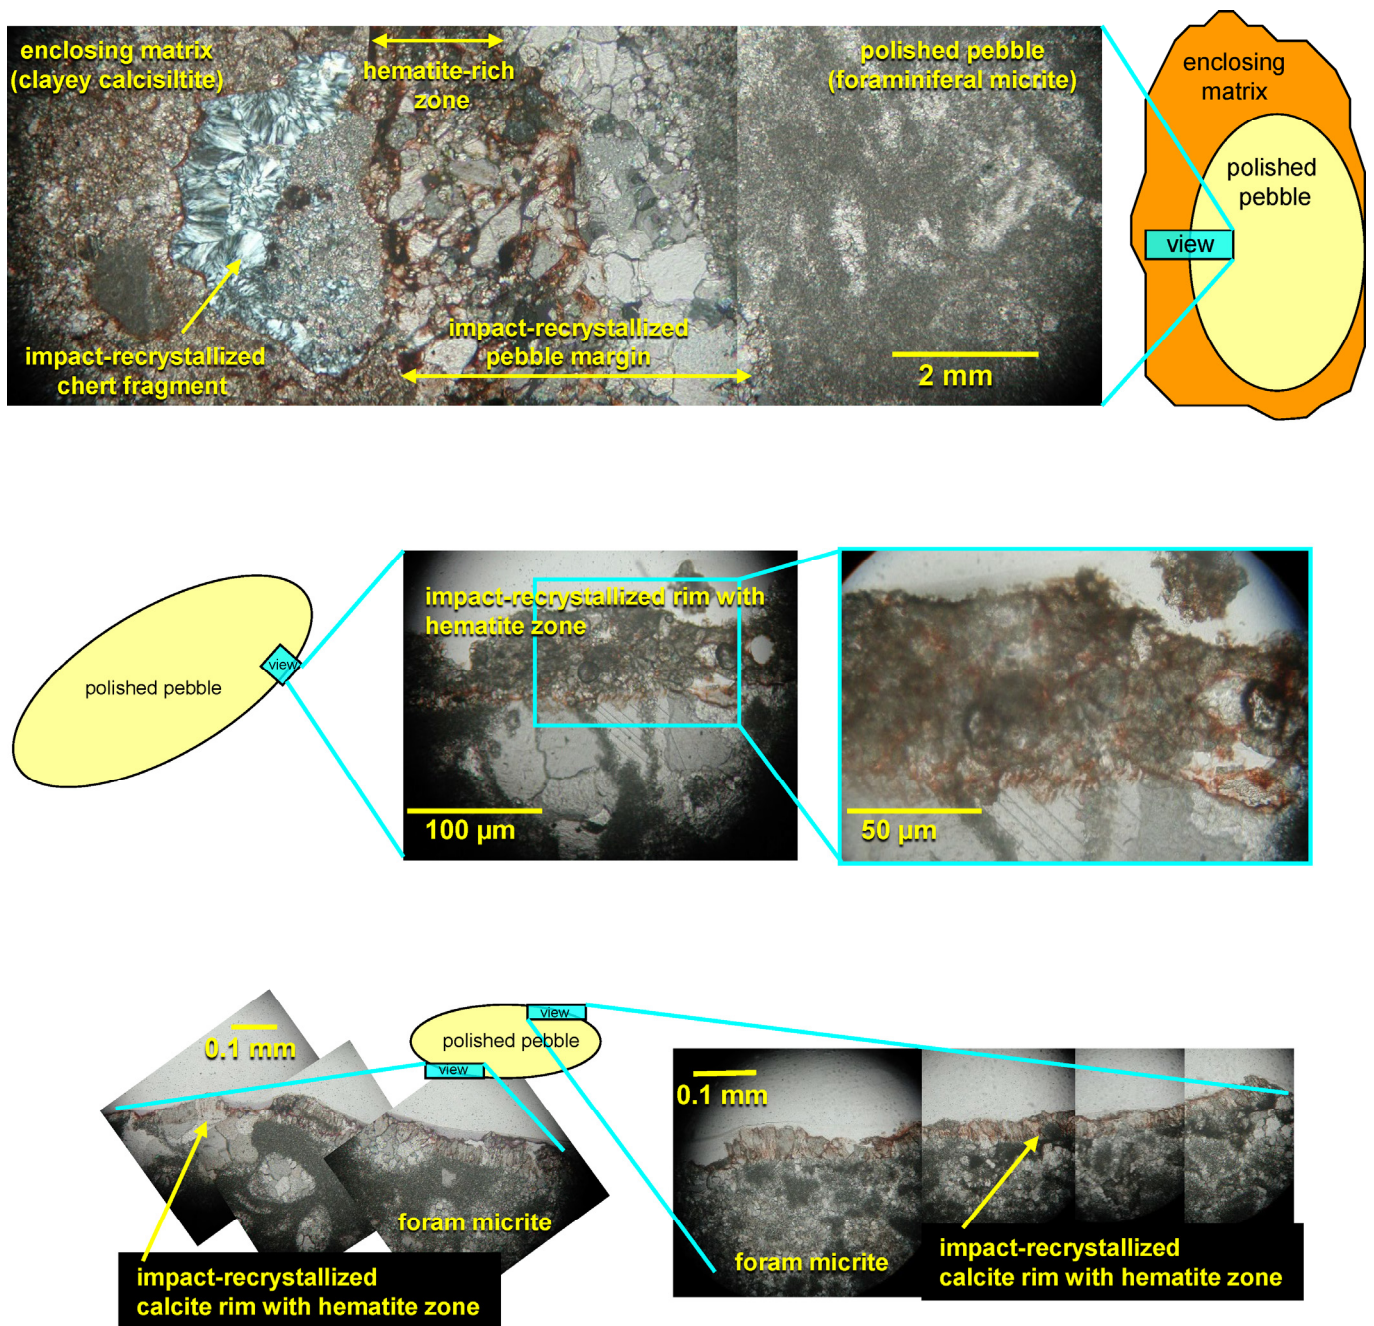 enclosing matrix
(clayey calcisiltite)
hematite-rich
zone
polished pebble
(foraminiferal micrite)
enclosing
matrix
polished
pebble
view
impact-recrystallized
chert fragment
impact-recrystallized
pebble margin
2 mm
polished pebble
view
impact-recrystallized rim with
hematite zone
100 µm
50 µm
0.1 mm
view
polished pebble
view
0.1 mm
foram micrite
impact-recrystallized
calcite rim with hematite zone
foram micrite
impact-recrystallized
calcite rim with hematite zone